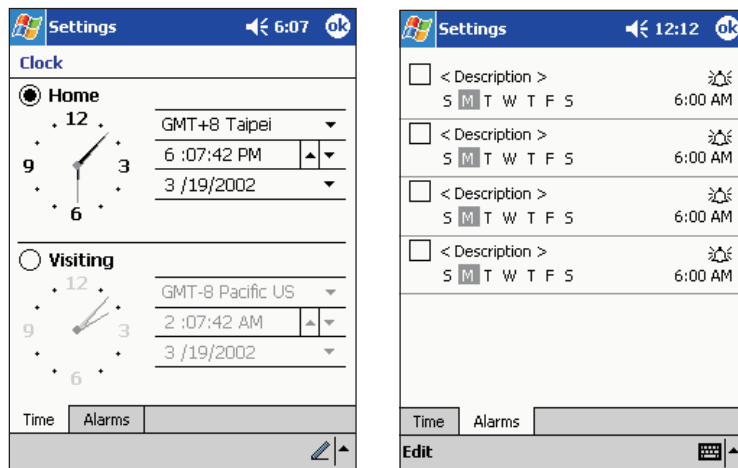 Settings 6:07 ok
Clock
Home
12
3
6
9
GMT+8 Taipei
6 :07:42 PM
3 /19/2002
Visiting
12
3
6
9
GMT-8 Pacific US
2 :07:42 AM
3 /19/2002
Time Alarms
Settings 12:12 ok
< Description >
S M T W T F S 6:00 AM
< Description >
S M T W T F S 6:00 AM
< Description >
S M T W T F S 6:00 AM
< Description >
S M T W T F S 6:00 AM
Time Alarms
Edit